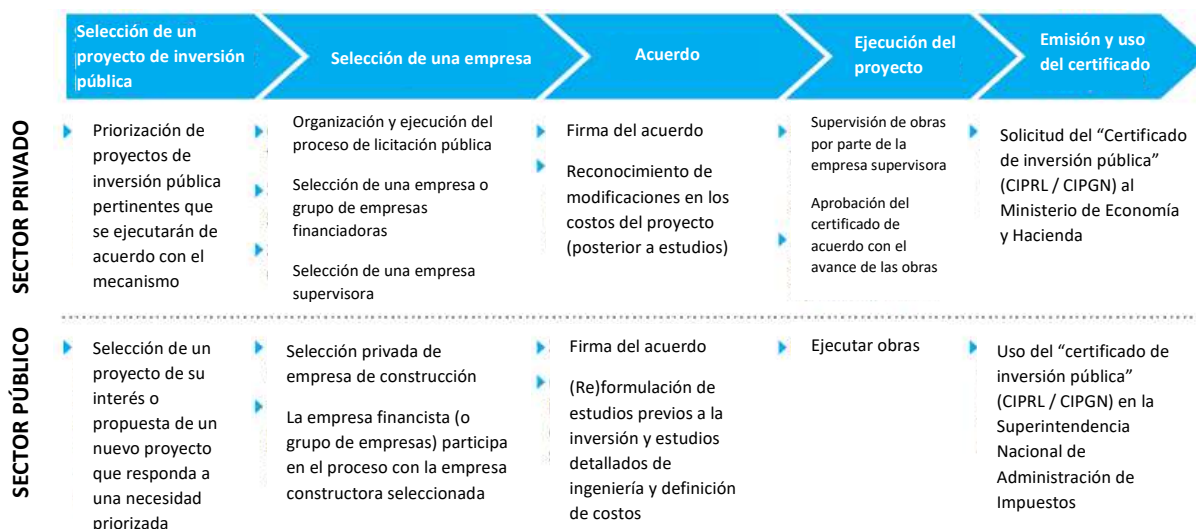 Selección de un
proyecto de inversión
pública
Selección de una empresa
Acuerdo
Ejecución del
proyecto
Emisión y uso
del certificado
SECTOR PRIVADO
Priorización de
proyectos de
inversión pública
pertinentes que
se ejecutarán de
acuerdo con el
mecanismo
Organización y ejecución del
proceso de licitación pública
Selección de una empresa o
grupo de empresas
financiadoras
Selección de una empresa
supervisora
Firma del acuerdo
Reconocimiento de
modificaciones en los
costos del proyecto
(posterior a estudios)
Supervisión de obras
por parte de la
empresa supervisora
Aprobación del
certificado de
acuerdo con el
avance de las obras
Solicitud del “Certificado
de inversión pública”
(CIPRL / CIPGN) al
Ministerio de Economía
y Hacienda
SECTOR PÚBLICO
Selección de un
proyecto de su
interés o
propuesta de un
nuevo proyecto
que responda a
una necesidad
priorizada
Selección privada de
empresa de construcción
La empresa financista (o
grupo de empresas) participa
en el proceso con la empresa
constructora seleccionada
Firma del acuerdo
(Re)formulación de
estudios previos a la
inversión y estudios
detallados de
ingeniería y definición
de costos
Ejecutar obras
Uso del “certificado de
inversión pública”
(CIPRL / CIPGN) en la
Superintendencia
Nacional de
Administración de
Impuestos